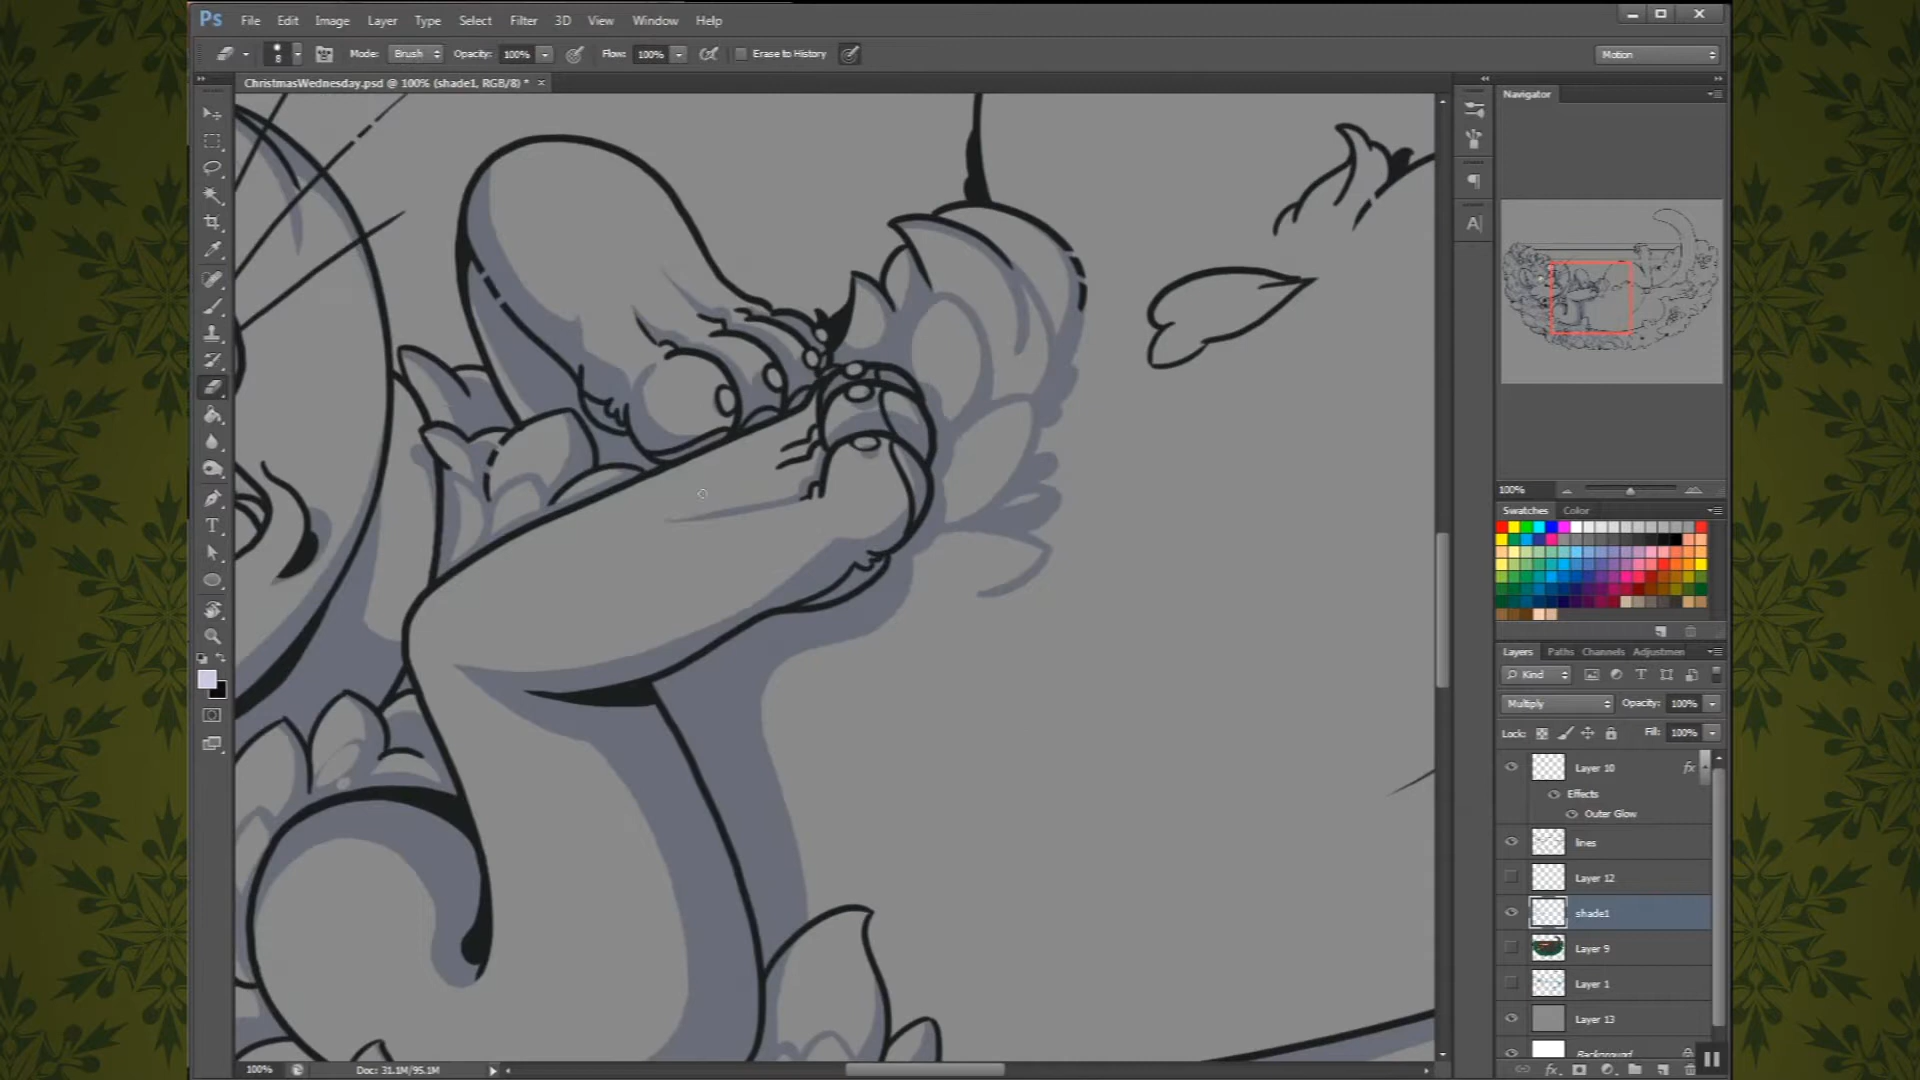 Ps File Edit Image Layer Type Select Filter 3D View Window Help
8 Mode: Brush Opacity: 100% Flow: 100% Erase to History Motion
ChristmasWednesday.psd @ 100% (shade1, RGB/8) * ×
Navigator
100%
Swatches Color
Layers Paths Channels Adjustmen
Kind
Multiply Opacity: 100%
Lock: Fill: 100%
Layer 10 fx
Effects
Outer Glow
lines
Layer 12
shade1
Layer 9
Layer 1
Layer 13
Background
100% Doc: 31.1M/95.1M